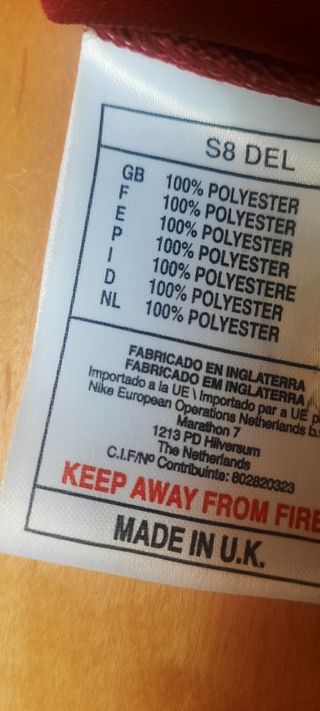 S8 DEL
GB 100% POLYESTER
F 100% POLYESTER
E 100% POLYESTER
P 100% POLYESTER
I 100% POLYESTERE
D 100% POLYESTER
NL 100% POLYESTER
FABRICADO EN INGLATERRA
FABRICADO EM INGLATERRA
Importado a la UE \ Importado par a UE
Nike European Operations Netherlands b.
Marathon 7
1213 PD Hilversum
The Netherlands
C.I.F/Nº Contribuinte: 802820323
KEEP AWAY FROM FIRE
MADE IN U.K.